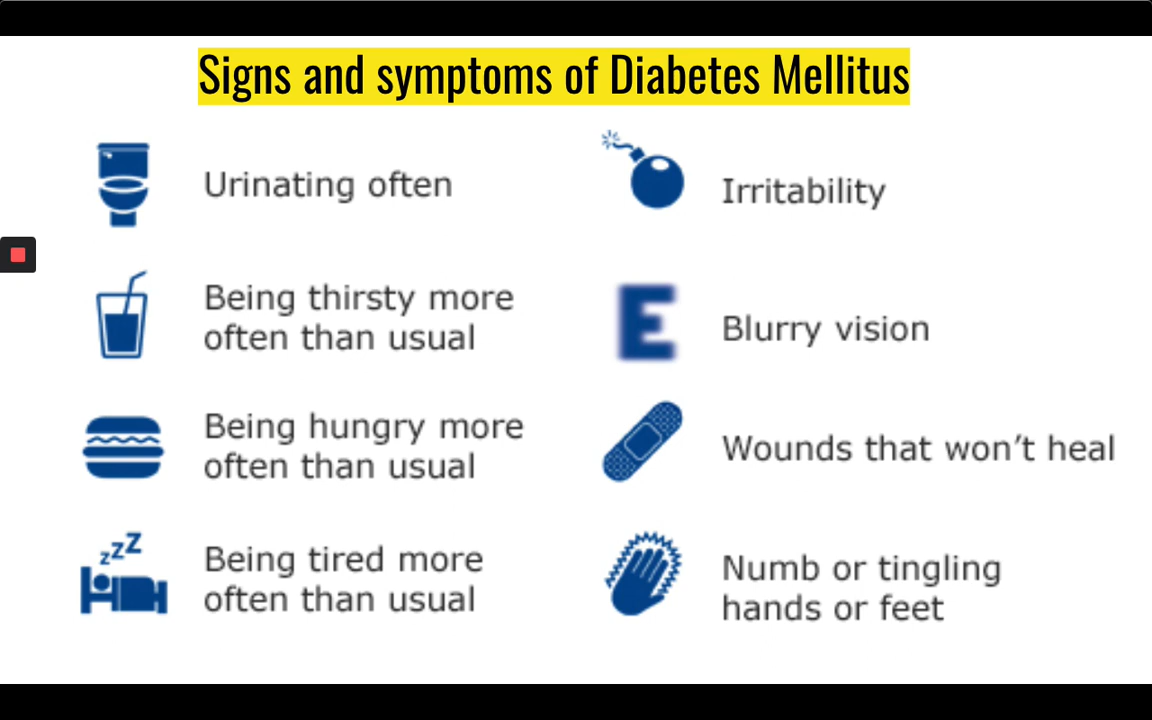 Signs and symptoms of Diabetes Mellitus
Urinating often
Being thirsty more
often than usual
Being hungry more
often than usual
zzZ
Being tired more
often than usual
Irritability
E
Blurry vision
Wounds that won't heal
Numb or tingling
hands or feet